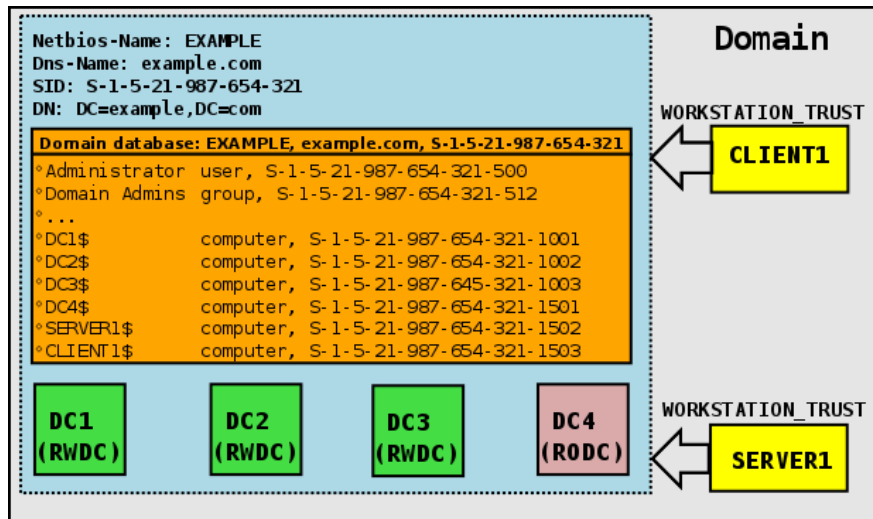 Domain
Netbios-Name: EXAMPLE
Dns-Name: example.com
SID: S-1-5-21-987-654-321
DN: DC=example,DC=com
Domain database: EXAMPLE, example.com, S-1-5-21-987-654-321
°Administrator user, S-1-5-21-987-654-321-500
°Domain Admins group, S-1-5-21-987-654-321-512
°...
°DC1$ computer, S-1-5-21-987-654-321-1001
°DC2$ computer, S-1-5-21-987-654-321-1002
°DC3$ computer, S-1-5-21-987-645-321-1003
°DC4$ computer, S-1-5-21-987-654-321-1501
°SERVER1$ computer, S-1-5-21-987-654-321-1502
°CLIENT1$ computer, S-1-5-21-987-654-321-1503
DC1
(RWDC)
DC2
(RWDC)
DC3
(RWDC)
DC4
(RODC)
WORKSTATION_TRUST
CLIENT1
WORKSTATION_TRUST
SERVER1